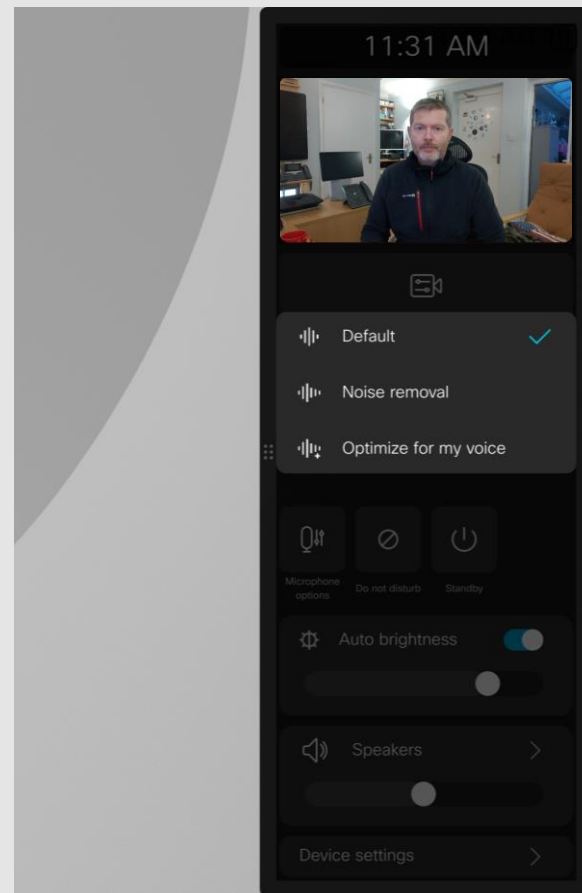 11:31 AM
Default
Noise removal
Optimize for my voice
Microphone
options
Do not disturb
Standby
Auto brightness
Speakers
Device settings